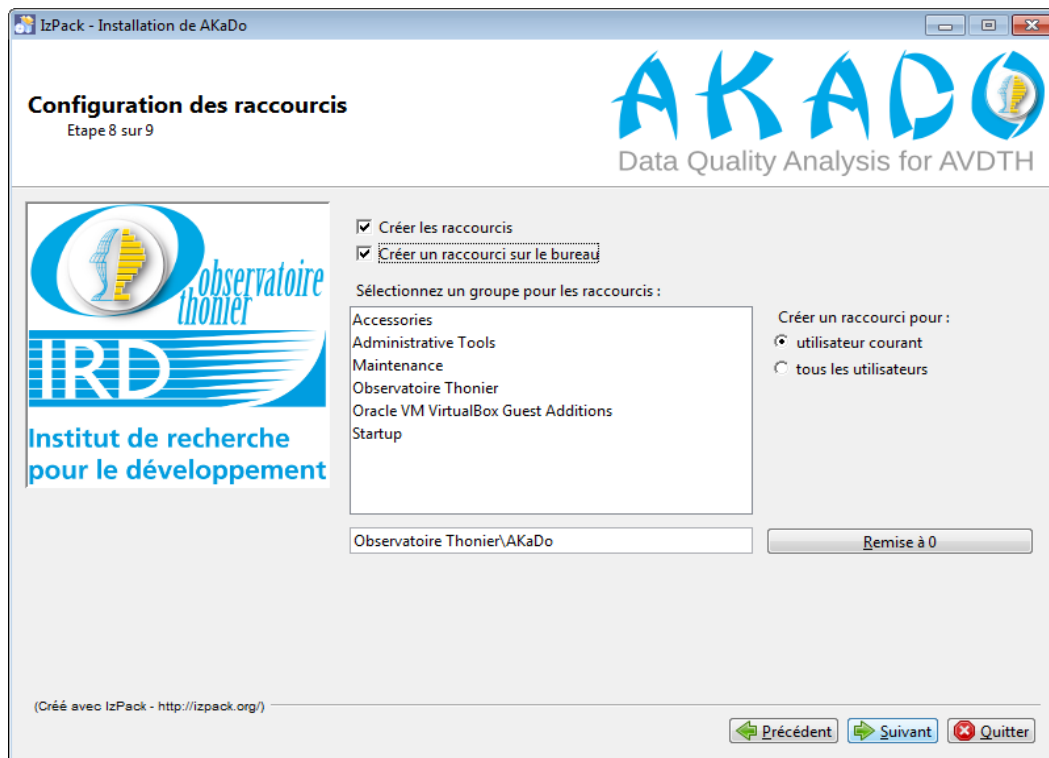 IzPack - Installation de AKaDo
Configuration des raccourcis
Etape 8 sur 9
AKADO
Data Quality Analysis for AVDTH
Observatoire
thonier
IRD
Institut de recherche
pour le développement
Créer les raccourcis
Créer un raccourci sur le bureau
Sélectionnez un groupe pour les raccourcis :
Accessories
Administrative Tools
Maintenance
Observatoire Thonier
Oracle VM VirtualBox Guest Additions
Startup
Créer un raccourci pour :
utilisateur courant
tous les utilisateurs
Observatoire Thonier\AKaDo
Remise à 0
(Créé avec IzPack - http://izpack.org/)
Précédent
Suivant
Quitter